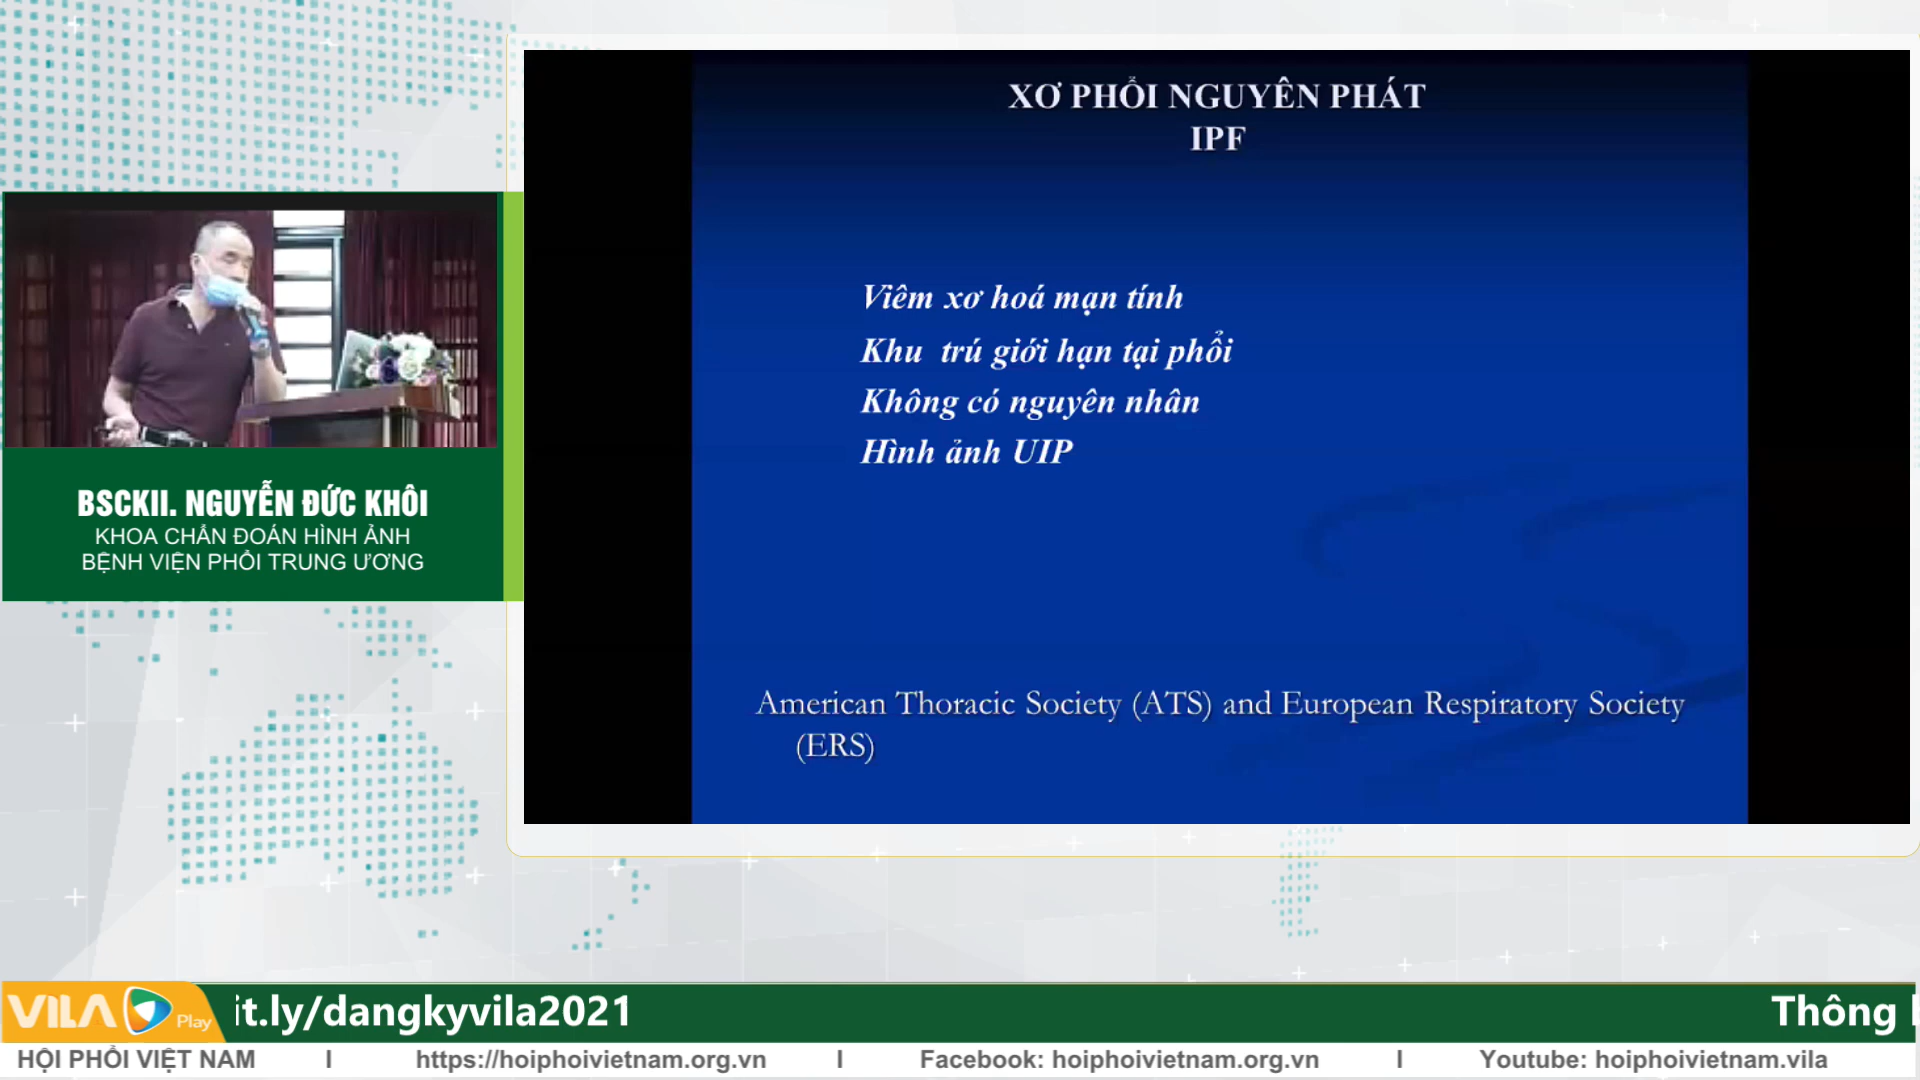 XƠ PHỔI NGUYÊN PHÁT
IPF
Viêm xơ hoá mạn tính
Khu trú giới hạn tại phổi
Không có nguyên nhân
Hình ảnh UIP
American Thoracic Society (ATS) and European Respiratory Society
(ERS)
BSCKII. NGUYỄN ĐỨC KHÔI
KHOA CHẨN ĐOÁN HÌNH ẢNH
BỆNH VIỆN PHỔI TRUNG ƯƠNG
VILA Play
it.ly/dangkyvila2021 Thông
HỘI PHỔI VIỆT NAM I https://hoiphoivietnam.org.vn I Facebook: hoiphoivietnam.org.vn I Youtube: hoiphoivietnam.vila